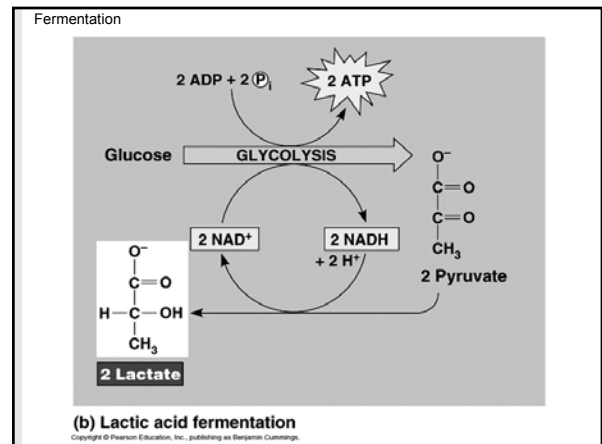 Fermentation
2 ADP + 2 Pi
2 ATP
Glucose
GLYCOLYSIS
O–
C=O
C=O
CH3
2 Pyruvate
2 NAD+
2 NADH
+ 2 H+
O–
C=O
H–C–OH
CH3
2 Lactate
(b) Lactic acid fermentation
Copyright © Pearson Education, Inc., publishing as Benjamin Cummings.